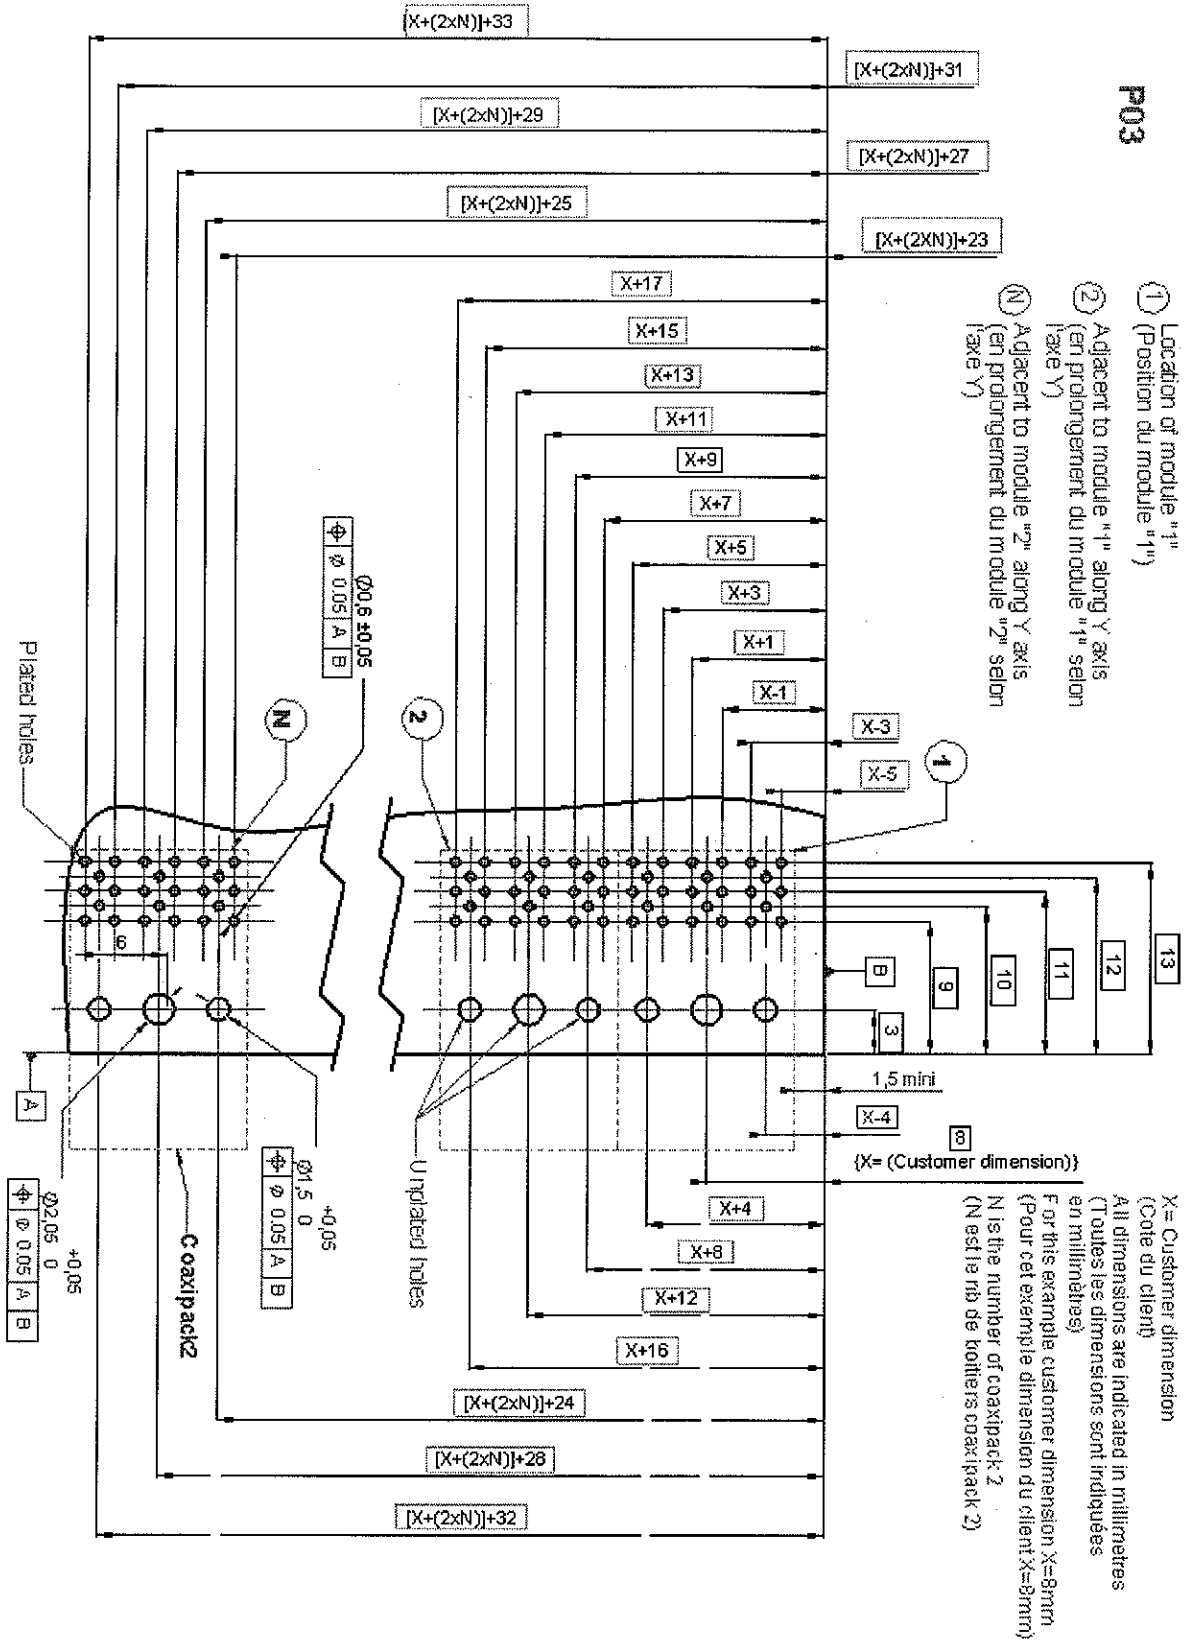 P03
1 Location of module "1"
(Position du module "1")
2 Adjacent to module "1" along Y axis
(en prolongement du module "1" selon
l'axe Y)
N Adjacent to module "2" along Y axis
(en prolongement du module "2" selon
l'axe Y)
[X+(2xN)]+33
[X+(2xN)]+31
[X+(2xN)]+29
[X+(2xN)]+27
[X+(2xN)]+25
[X+(2XN)]+23
X+17
X+15
X+13
X+11
X+9
X+7
X+5
X+3
X+1
X-1
X-3
X-5
1
2
N
Ø0,6 ±0,05
⌖ Ø 0.05 A B
Plated holes
6
B
13
12
11
10
9
3
A
1,5 mini
X-4
8
{X= (Customer dimension)}
X+4
X+8
X+12
X+16
[X+(2xN)]+24
[X+(2xN)]+28
[X+(2xN)]+32
Unplated holes
+0,05
Ø1,5 0
⌖ Ø 0.05 A B
Coaxipack2
+0,05
Ø2,05 0
⌖ Ø 0.05 A B
X= Customer dimension
(Cote du client)
All dimensions are indicated in millimetres
(Toutes les dimensions sont indiquées
en millimètres)
For this example customer dimension X=8mm
(Pour cet exemple dimension du client X=8mm)
N is the number of coaxipack 2
(N est le nb de boitiers coaxipack 2)